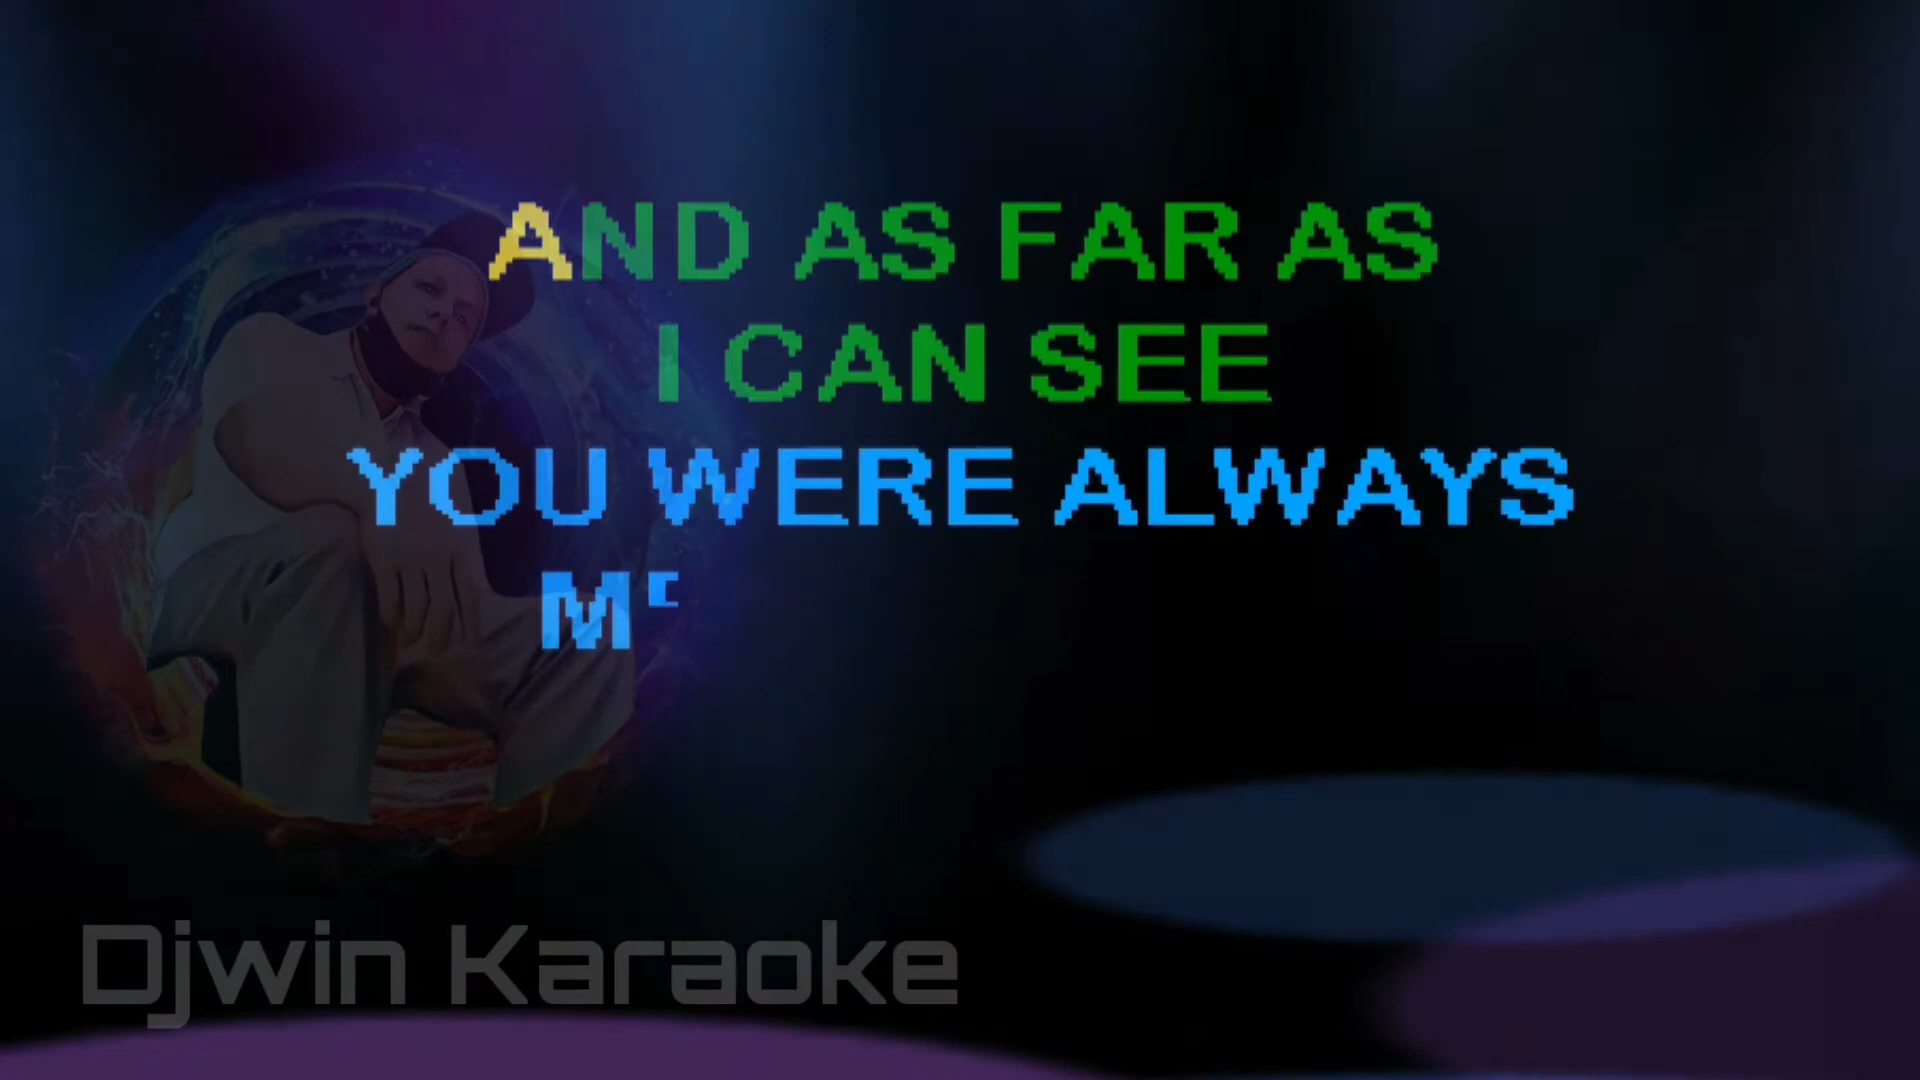 AND AS FAR AS
I CAN SEE
YOU WERE ALWAYS
M
Djwin Karaoke